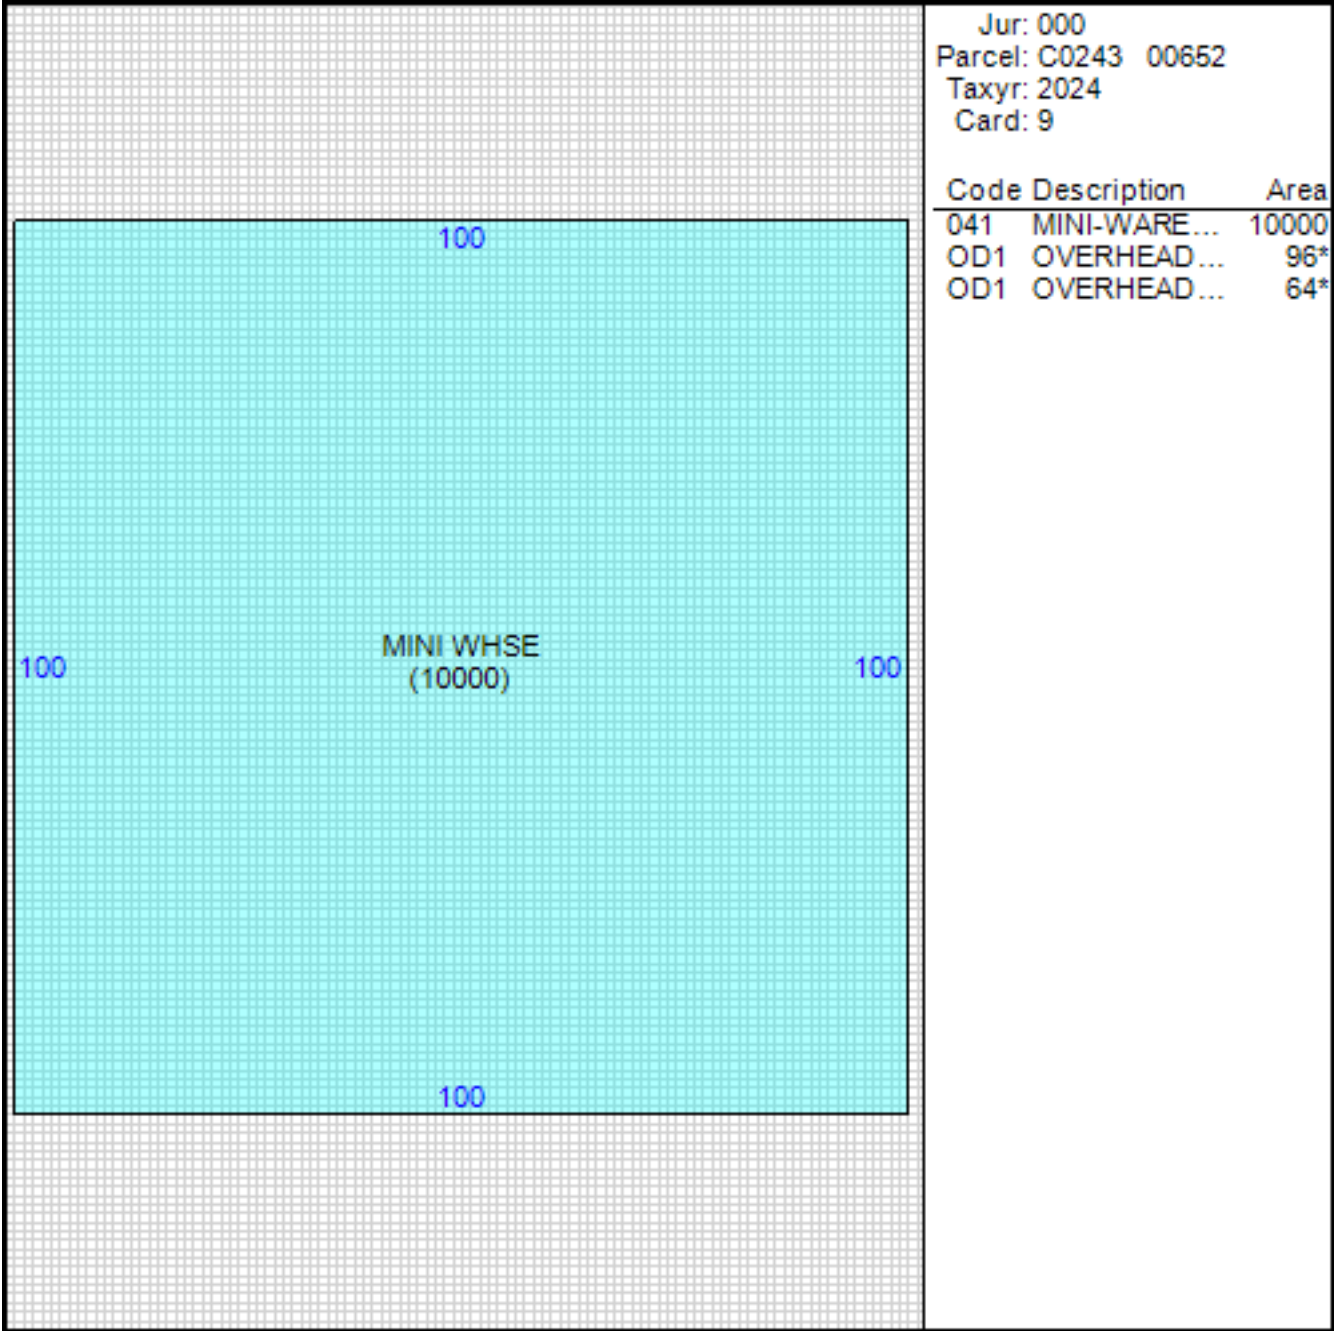 Jur: 000
Parcel: C0243 00652
Taxyr: 2024
Card: 9
Code Description Area
041 MINI-WARE... 10000
OD1 OVERHEAD... 96*
OD1 OVERHEAD... 64*
100
MINI WHSE
100 100
(10000)
100